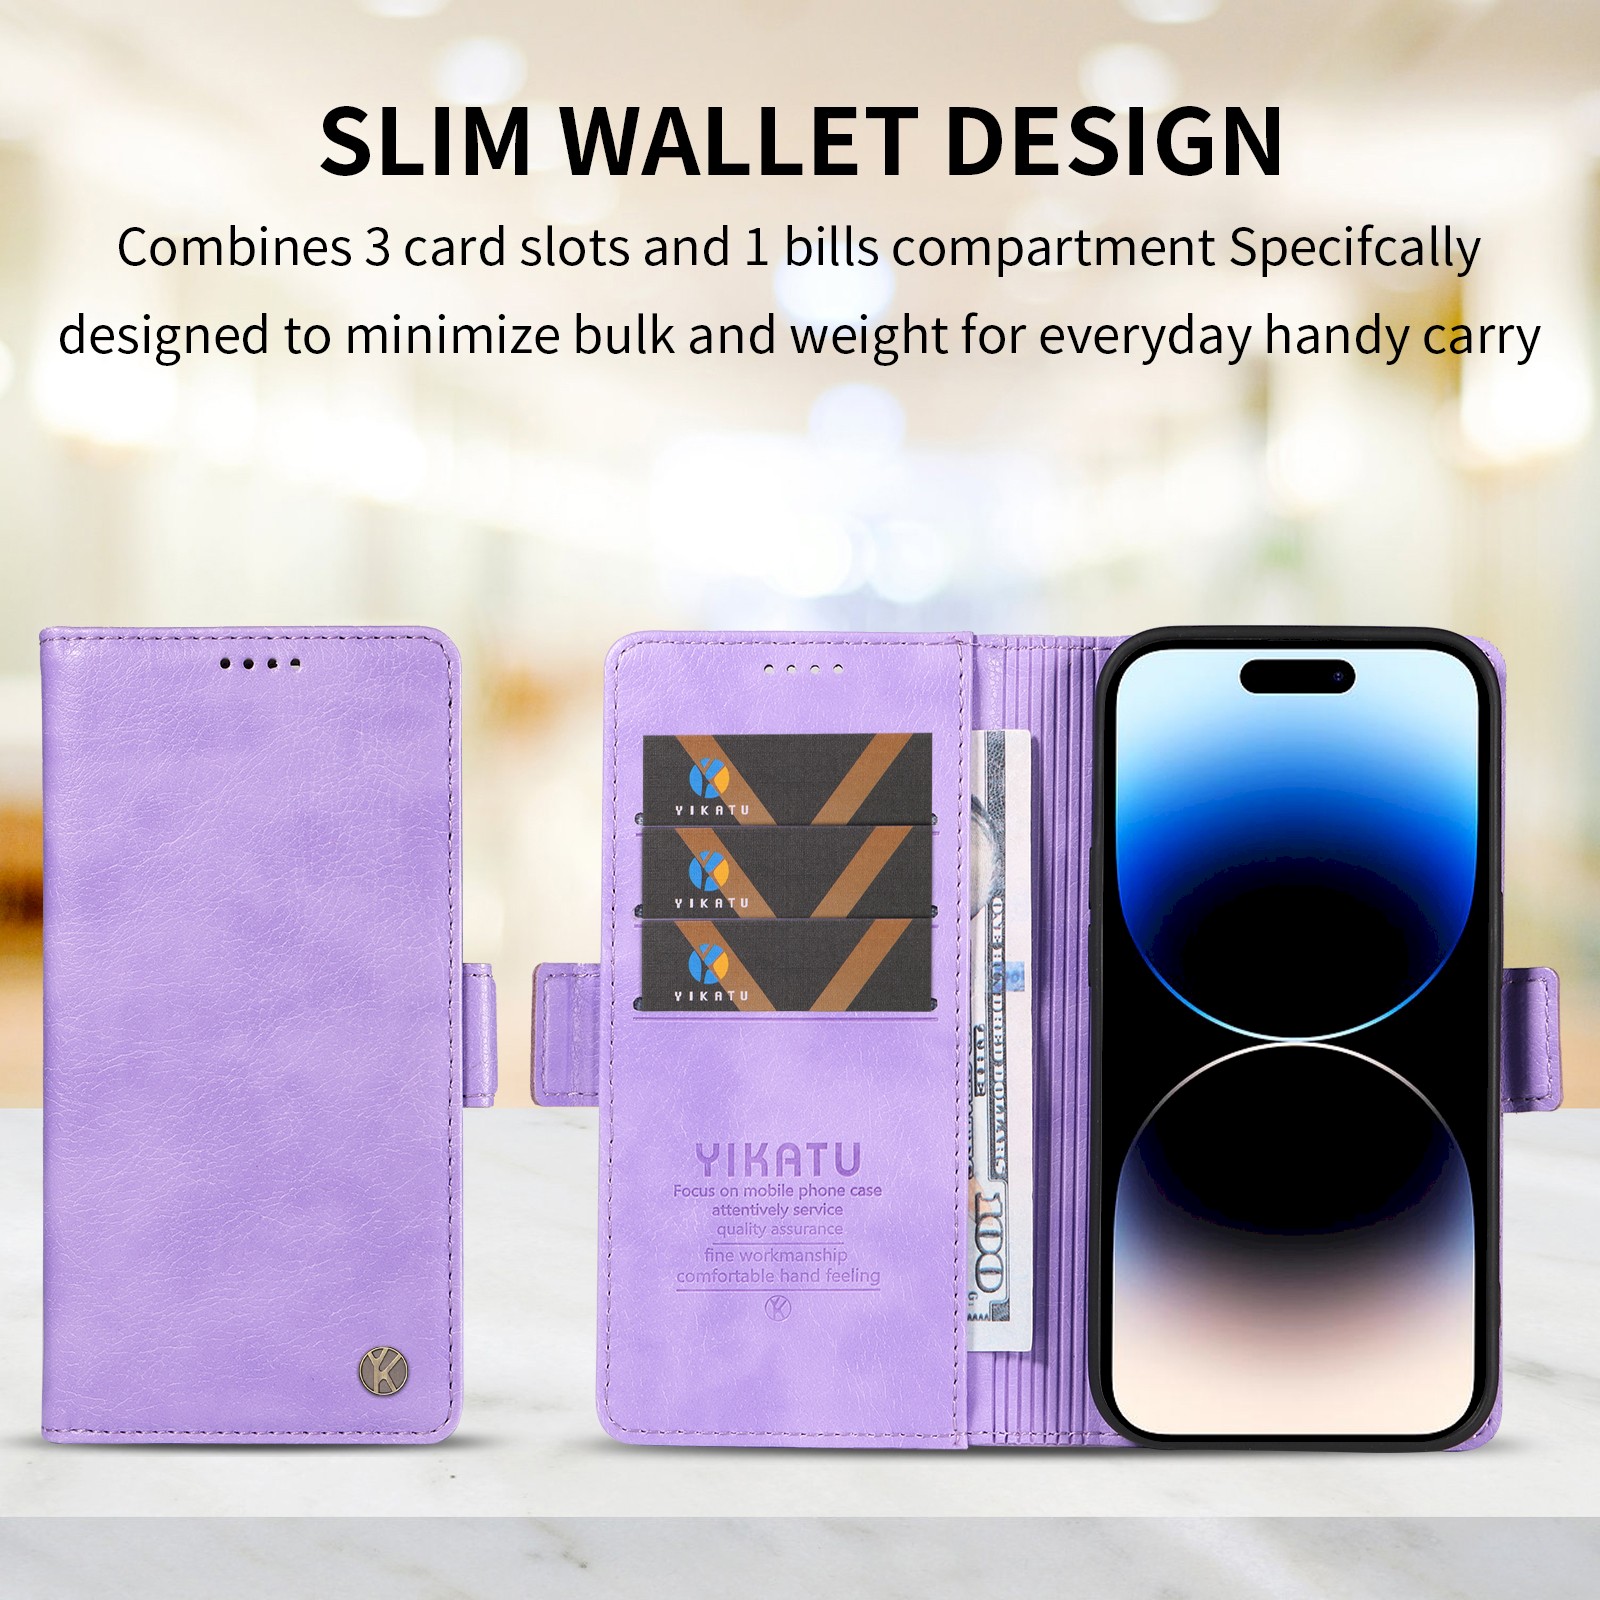 SLIM WALLET DESIGN
Combines 3 card slots and 1 bills compartment Specifcally
designed to minimize bulk and weight for everyday handy carry
YIKATU
YIKATU
YIKATU
YIKATU
Focus on mobile phone case
attentively service
quality assurance
fine workmanship
comfortable hand feeling
100